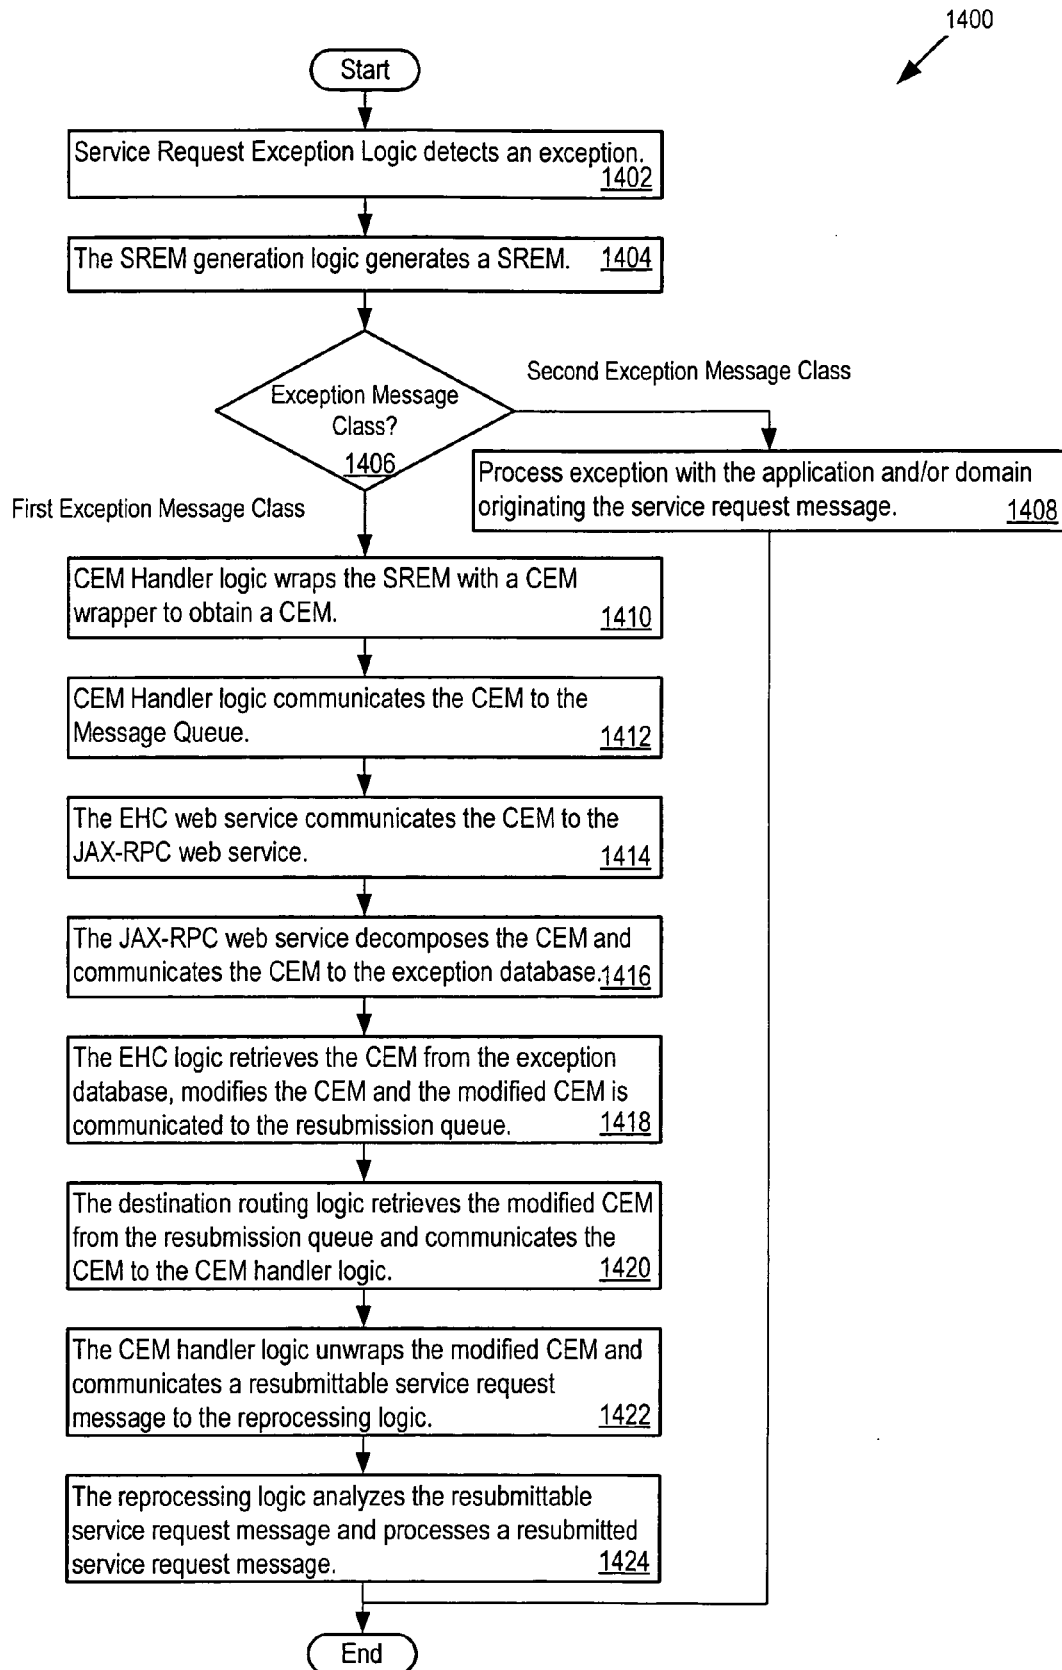 1400
Start
Service Request Exception Logic detects an exception.
1402
The SREM generation logic generates a SREM. 1404
Exception Message
Class?
1406
Second Exception Message Class
First Exception Message Class
Process exception with the application and/or domain
originating the service request message. 1408
CEM Handler logic wraps the SREM with a CEM
wrapper to obtain a CEM. 1410
CEM Handler logic communicates the CEM to the
Message Queue. 1412
The EHC web service communicates the CEM to the
JAX-RPC web service. 1414
The JAX-RPC web service decomposes the CEM and
communicates the CEM to the exception database. 1416
The EHC logic retrieves the CEM from the exception
database, modifies the CEM and the modified CEM is
communicated to the resubmission queue. 1418
The destination routing logic retrieves the modified CEM
from the resubmission queue and communicates the
CEM to the CEM handler logic. 1420
The CEM handler logic unwraps the modified CEM and
communicates a resubmittable service request
message to the reprocessing logic. 1422
The reprocessing logic analyzes the resubmittable
service request message and processes a resubmitted
service request message. 1424
End